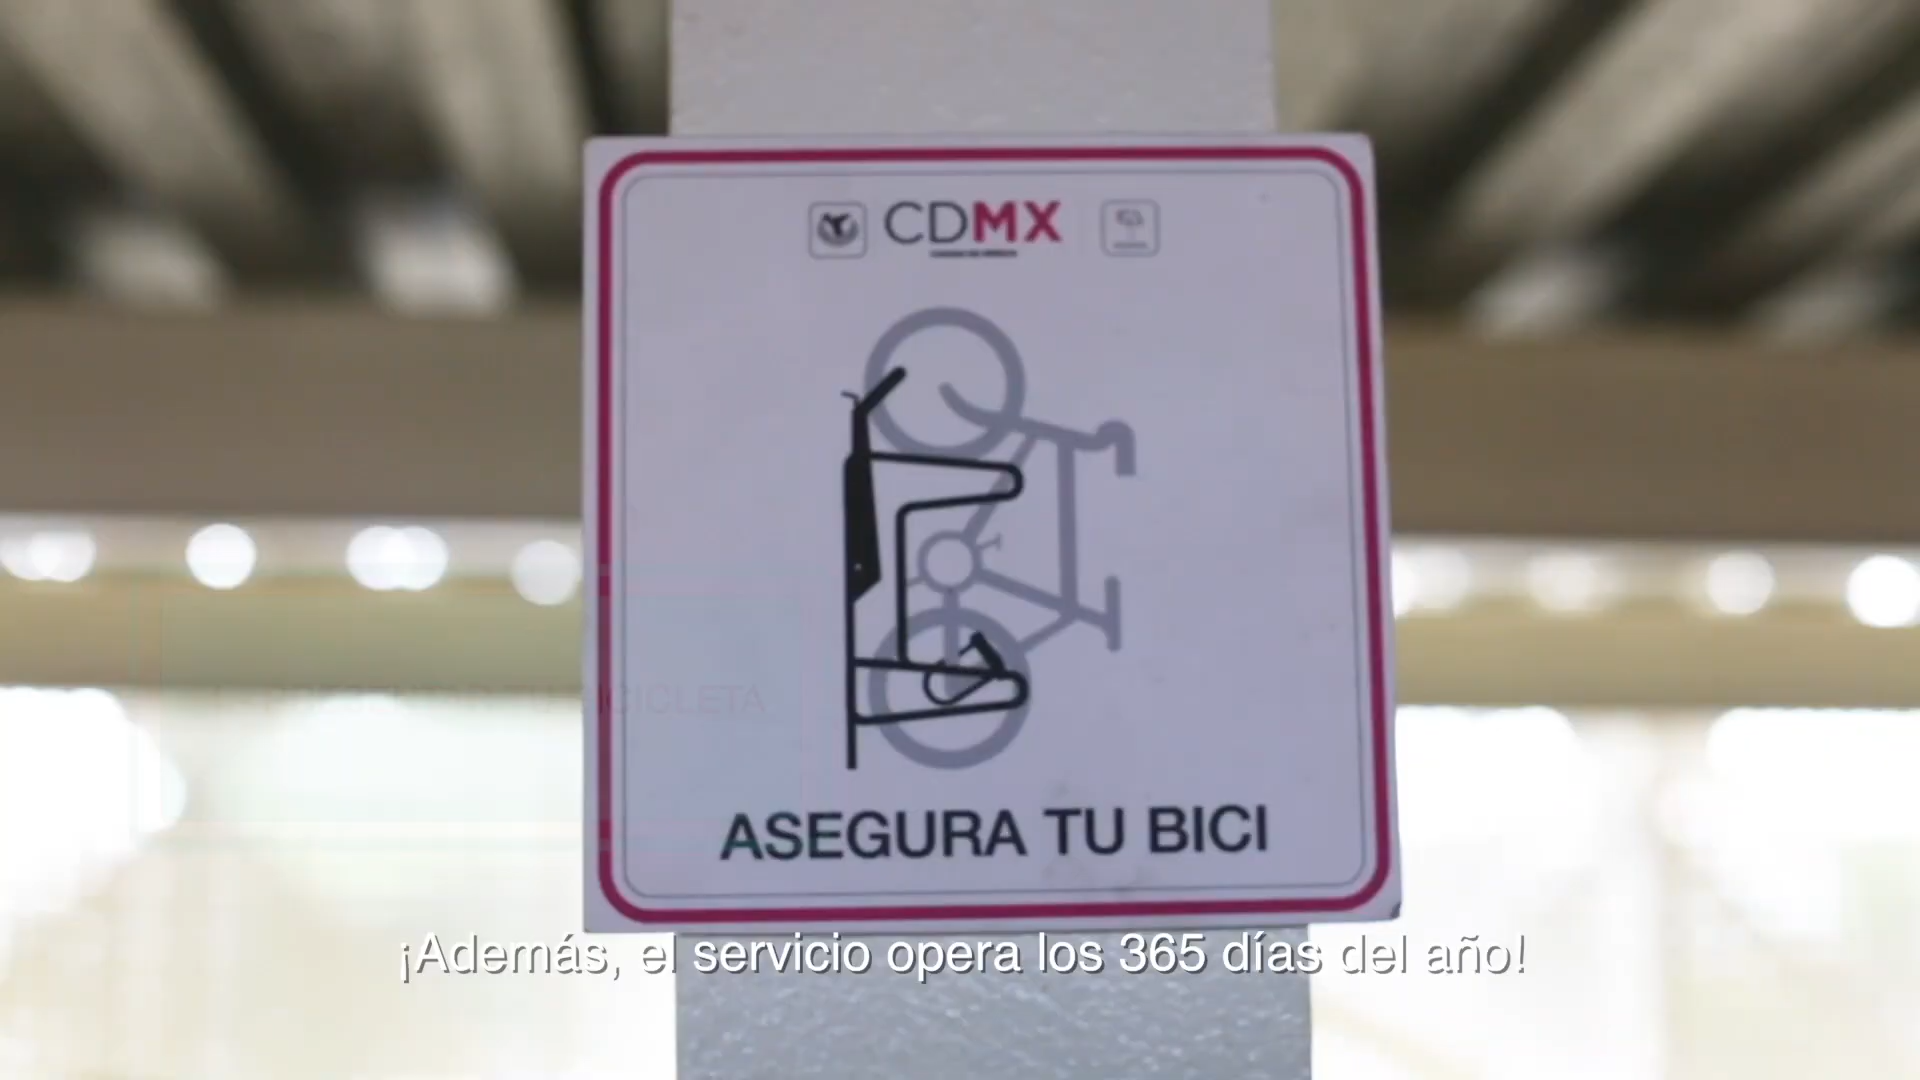 CDMX
ASEGURA TU BICI
¡Además, el servicio opera los 365 días del año!